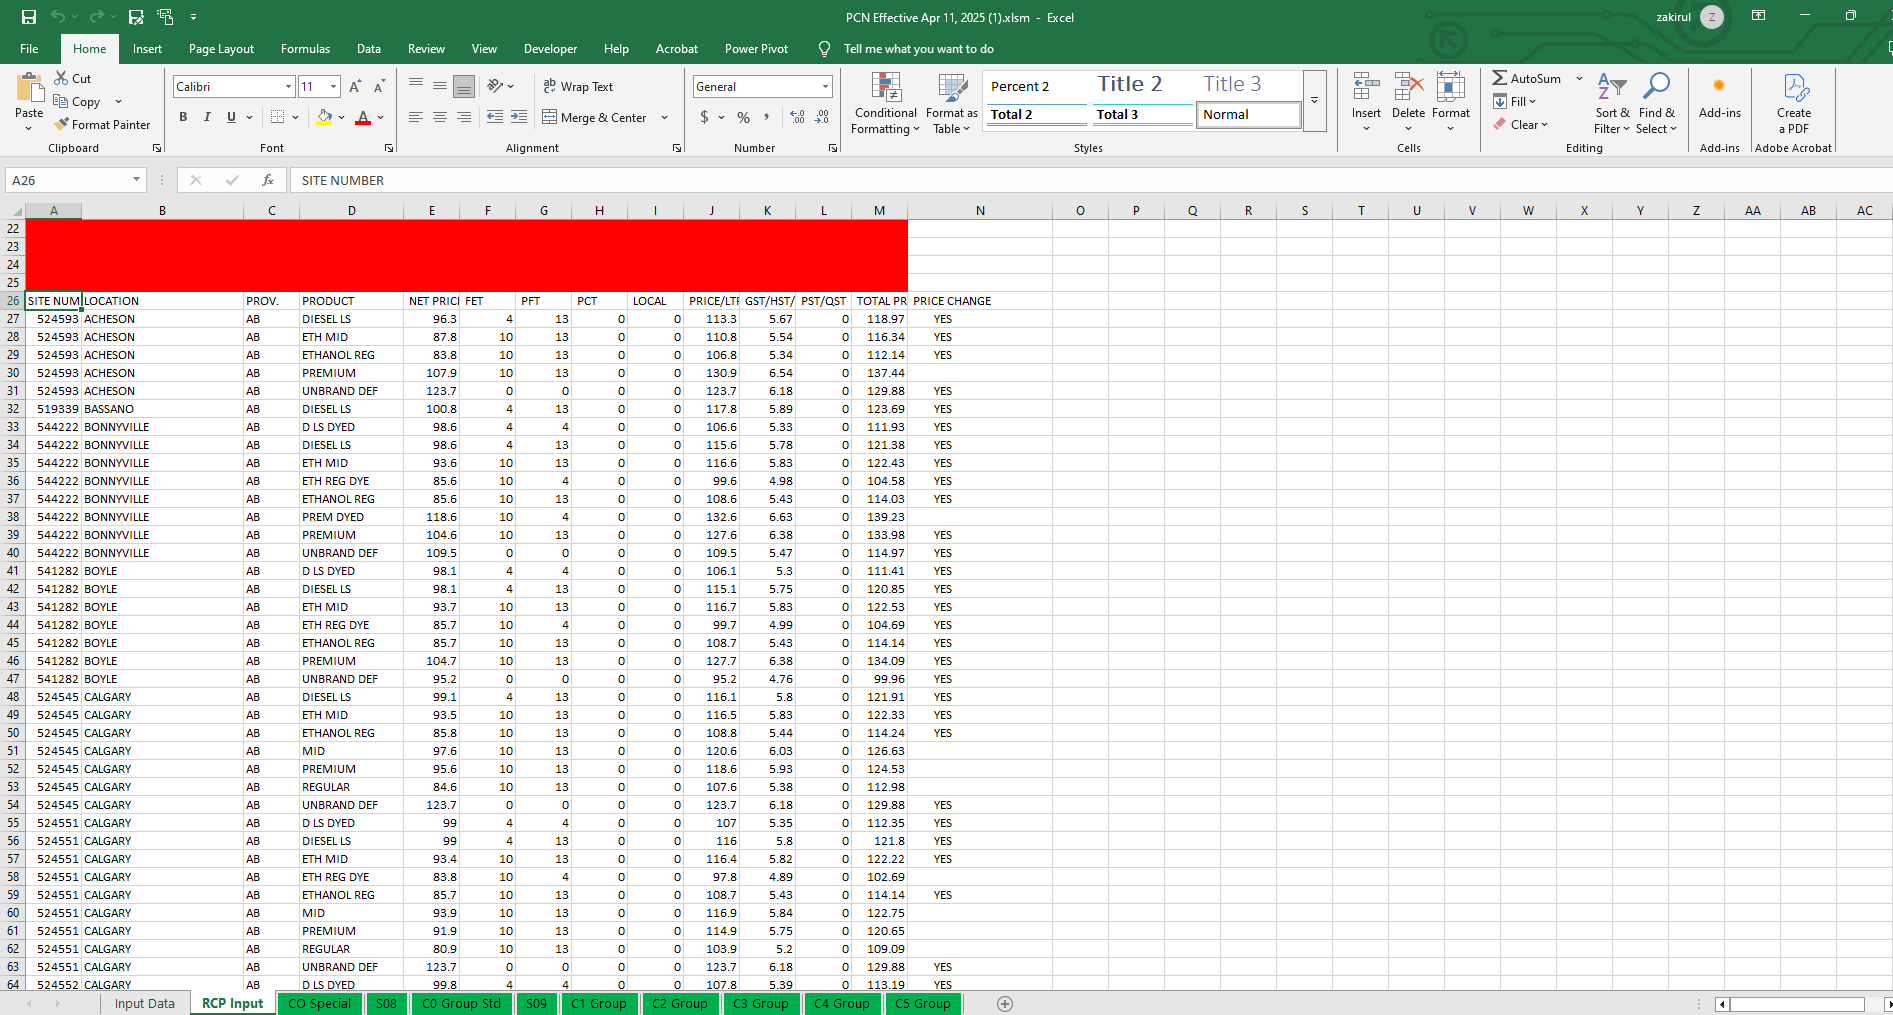 PCN Effective Apr 11, 2025 (1).xlsm - Excel
zakirul Z
File Home Insert Page Layout Formulas Data Review View Developer Help Acrobat Power Pivot Tell me what you want to do
Paste Cut Copy Format Painter Clipboard
Calibri 11 B I U Font
Wrap Text Merge & Center Alignment
General $ % Number
Conditional Formatting Format as Table
Percent 2 Title 2 Title 3
Total 2 Total 3 Normal
Styles
Insert Delete Format Cells
AutoSum Fill Clear Sort & Filter Find & Select Editing
Add-ins Add-ins
Create a PDF Adobe Acrobat
A26 fx SITE NUMBER
A B C D E F G H I J K L M N O P Q R S T U V W X Y Z AA AB AC
22
23
24
25
26 SITE NUM LOCATION PROV. PRODUCT NET PRICI FET PFT PCT LOCAL PRICE/LTF GST/HST/ PST/QST TOTAL PR PRICE CHANGE
27 524593 ACHESON AB DIESEL LS 96.3 4 13 0 0 113.3 5.67 0 118.97 YES
28 524593 ACHESON AB ETH MID 87.8 10 13 0 0 110.8 5.54 0 116.34 YES
29 524593 ACHESON AB ETHANOL REG 83.8 10 13 0 0 106.8 5.34 0 112.14 YES
30 524593 ACHESON AB PREMIUM 107.9 10 13 0 0 130.9 6.54 0 137.44
31 524593 ACHESON AB UNBRAND DEF 123.7 0 0 0 0 123.7 6.18 0 129.88 YES
32 519339 BASSANO AB DIESEL LS 100.8 4 13 0 0 117.8 5.89 0 123.69 YES
33 544222 BONNYVILLE AB D LS DYED 98.6 4 4 0 0 106.6 5.33 0 111.93 YES
34 544222 BONNYVILLE AB DIESEL LS 98.6 4 13 0 0 115.6 5.78 0 121.38 YES
35 544222 BONNYVILLE AB ETH MID 93.6 10 13 0 0 116.6 5.83 0 122.43 YES
36 544222 BONNYVILLE AB ETH REG DYE 85.6 10 4 0 0 99.6 4.98 0 104.58 YES
37 544222 BONNYVILLE AB ETHANOL REG 85.6 10 13 0 0 108.6 5.43 0 114.03 YES
38 544222 BONNYVILLE AB PREM DYED 118.6 10 4 0 0 132.6 6.63 0 139.23
39 544222 BONNYVILLE AB PREMIUM 104.6 10 13 0 0 127.6 6.38 0 133.98 YES
40 544222 BONNYVILLE AB UNBRAND DEF 109.5 0 0 0 0 109.5 5.47 0 114.97 YES
41 541282 BOYLE AB D LS DYED 98.1 4 4 0 0 106.1 5.3 0 111.41 YES
42 541282 BOYLE AB DIESEL LS 98.1 4 13 0 0 115.1 5.75 0 120.85 YES
43 541282 BOYLE AB ETH MID 93.7 10 13 0 0 116.7 5.83 0 122.53 YES
44 541282 BOYLE AB ETH REG DYE 85.7 10 4 0 0 99.7 4.99 0 104.69 YES
45 541282 BOYLE AB ETHANOL REG 85.7 10 13 0 0 108.7 5.43 0 114.14 YES
46 541282 BOYLE AB PREMIUM 104.7 10 13 0 0 127.7 6.38 0 134.09 YES
47 541282 BOYLE AB UNBRAND DEF 95.2 0 0 0 0 95.2 4.76 0 99.96 YES
48 524545 CALGARY AB DIESEL LS 99.1 4 13 0 0 116.1 5.8 0 121.91 YES
49 524545 CALGARY AB ETH MID 93.5 10 13 0 0 116.5 5.83 0 122.33 YES
50 524545 CALGARY AB ETHANOL REG 85.8 10 13 0 0 108.8 5.44 0 114.24 YES
51 524545 CALGARY AB MID 97.6 10 13 0 0 120.6 6.03 0 126.63
52 524545 CALGARY AB PREMIUM 95.6 10 13 0 0 118.6 5.93 0 124.53
53 524545 CALGARY AB REGULAR 84.6 10 13 0 0 107.6 5.38 0 112.98
54 524545 CALGARY AB UNBRAND DEF 123.7 0 0 0 0 123.7 6.18 0 129.88 YES
55 524551 CALGARY AB D LS DYED 99 4 4 0 0 107 5.35 0 112.35 YES
56 524551 CALGARY AB DIESEL LS 99 4 13 0 0 116 5.8 0 121.8 YES
57 524551 CALGARY AB ETH MID 93.4 10 13 0 0 116.4 5.82 0 122.22 YES
58 524551 CALGARY AB ETH REG DYE 83.8 10 4 0 0 97.8 4.89 0 102.69
59 524551 CALGARY AB ETHANOL REG 85.7 10 13 0 0 108.7 5.43 0 114.14 YES
60 524551 CALGARY AB MID 93.9 10 13 0 0 116.9 5.84 0 122.75
61 524551 CALGARY AB PREMIUM 91.9 10 13 0 0 114.9 5.75 0 120.65
62 524551 CALGARY AB REGULAR 80.9 10 13 0 0 103.9 5.2 0 109.09
63 524551 CALGARY AB UNBRAND DEF 123.7 0 0 0 0 123.7 6.18 0 129.88 YES
64 524552 CALGARY AB D LS DYED 99.8 4 4 0 0 107.8 5.39 0 113.19 YES
Input Data RCP Input CO Special S08 C0 Group Std S09 C1 Group C2 Group C3 Group C4 Group C5 Group